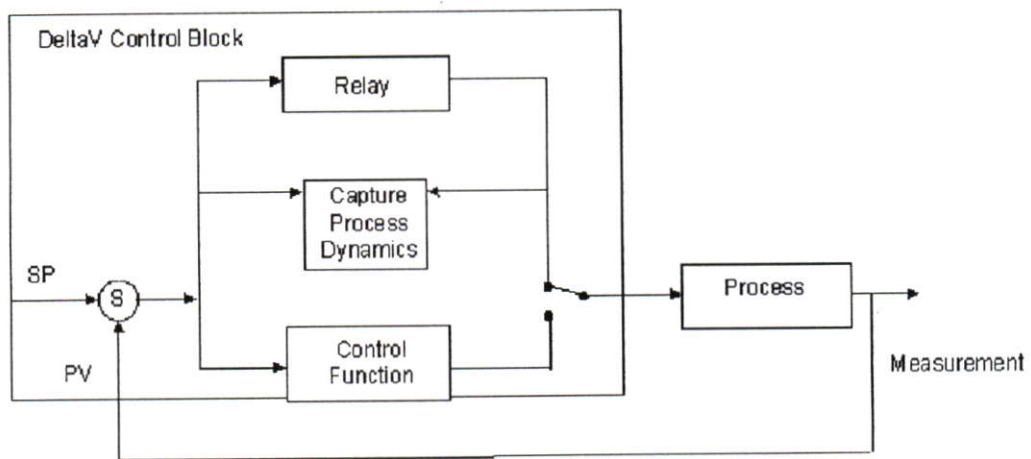 DeltaV Control Block
Relay
Capture
Process
Dynamics
SP
S
Process
Control
Function
PV
Measurement